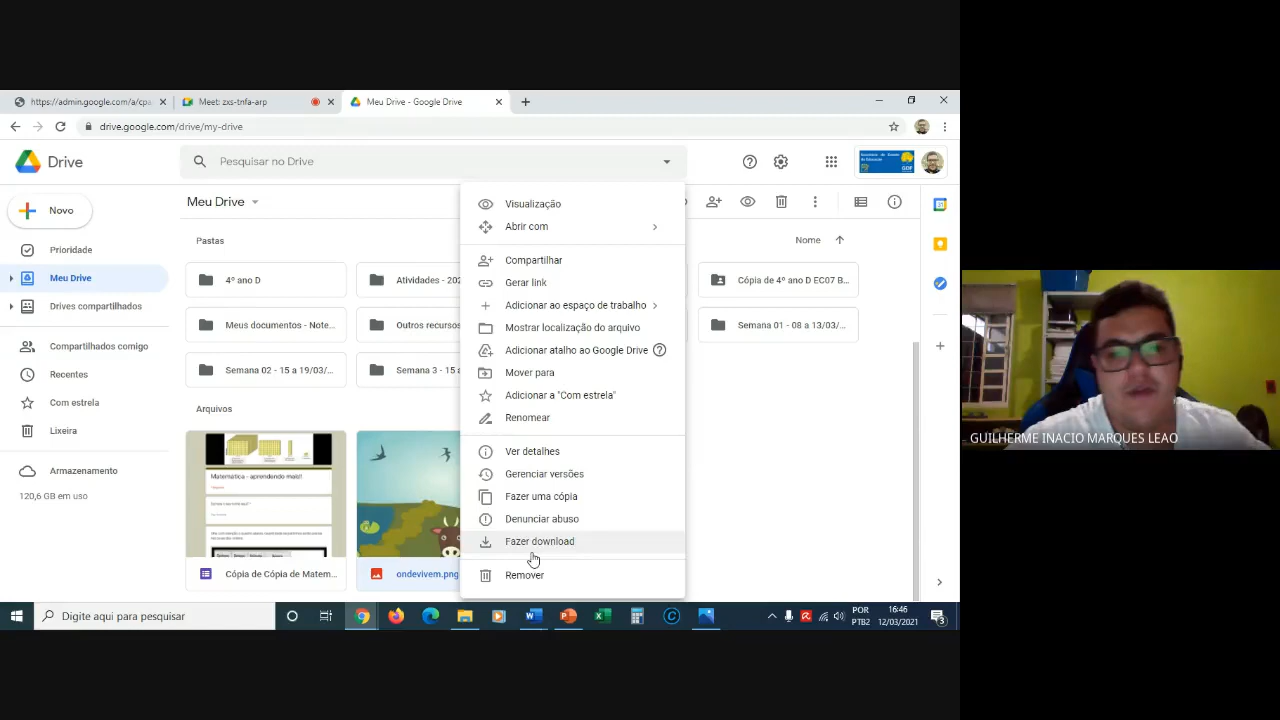 https://admin.google.com/a/cpa
Meet: zxs-tnfa-arp
Meu Drive - Google Drive
drive.google.com/drive/my-drive
Drive
Pesquisar no Drive
Novo
Meu Drive
Prioridade
Meu Drive
Drives compartilhados
Compartilhados comigo
Recentes
Com estrela
Lixeira
Armazenamento
120,6 GB em uso
Pastas
Nome
4º ano D
Atividades - 202
Cópia de 4º ano D EC07 B...
Meus documentos - Note...
Outros recursos
Semana 01 - 08 a 13/03/...
Semana 02 - 15 a 19/03/...
Semana 3 - 15 a
Arquivos
Matematica - aprendendo mais!
Cópia de Cópia de Matem...
ondevivem.png
Visualização
Abrir com
Compartilhar
Gerar link
Adicionar ao espaço de trabalho
Mostrar localização do arquivo
Adicionar atalho ao Google Drive
Mover para
Adicionar a "Com estrela"
Renomear
Ver detalhes
Gerenciar versões
Fazer uma cópia
Denunciar abuso
Fazer download
Remover
GUILHERME INACIO MARQUES LEAO
Digite aqui para pesquisar
POR
PTB2
16:46
12/03/2021
3